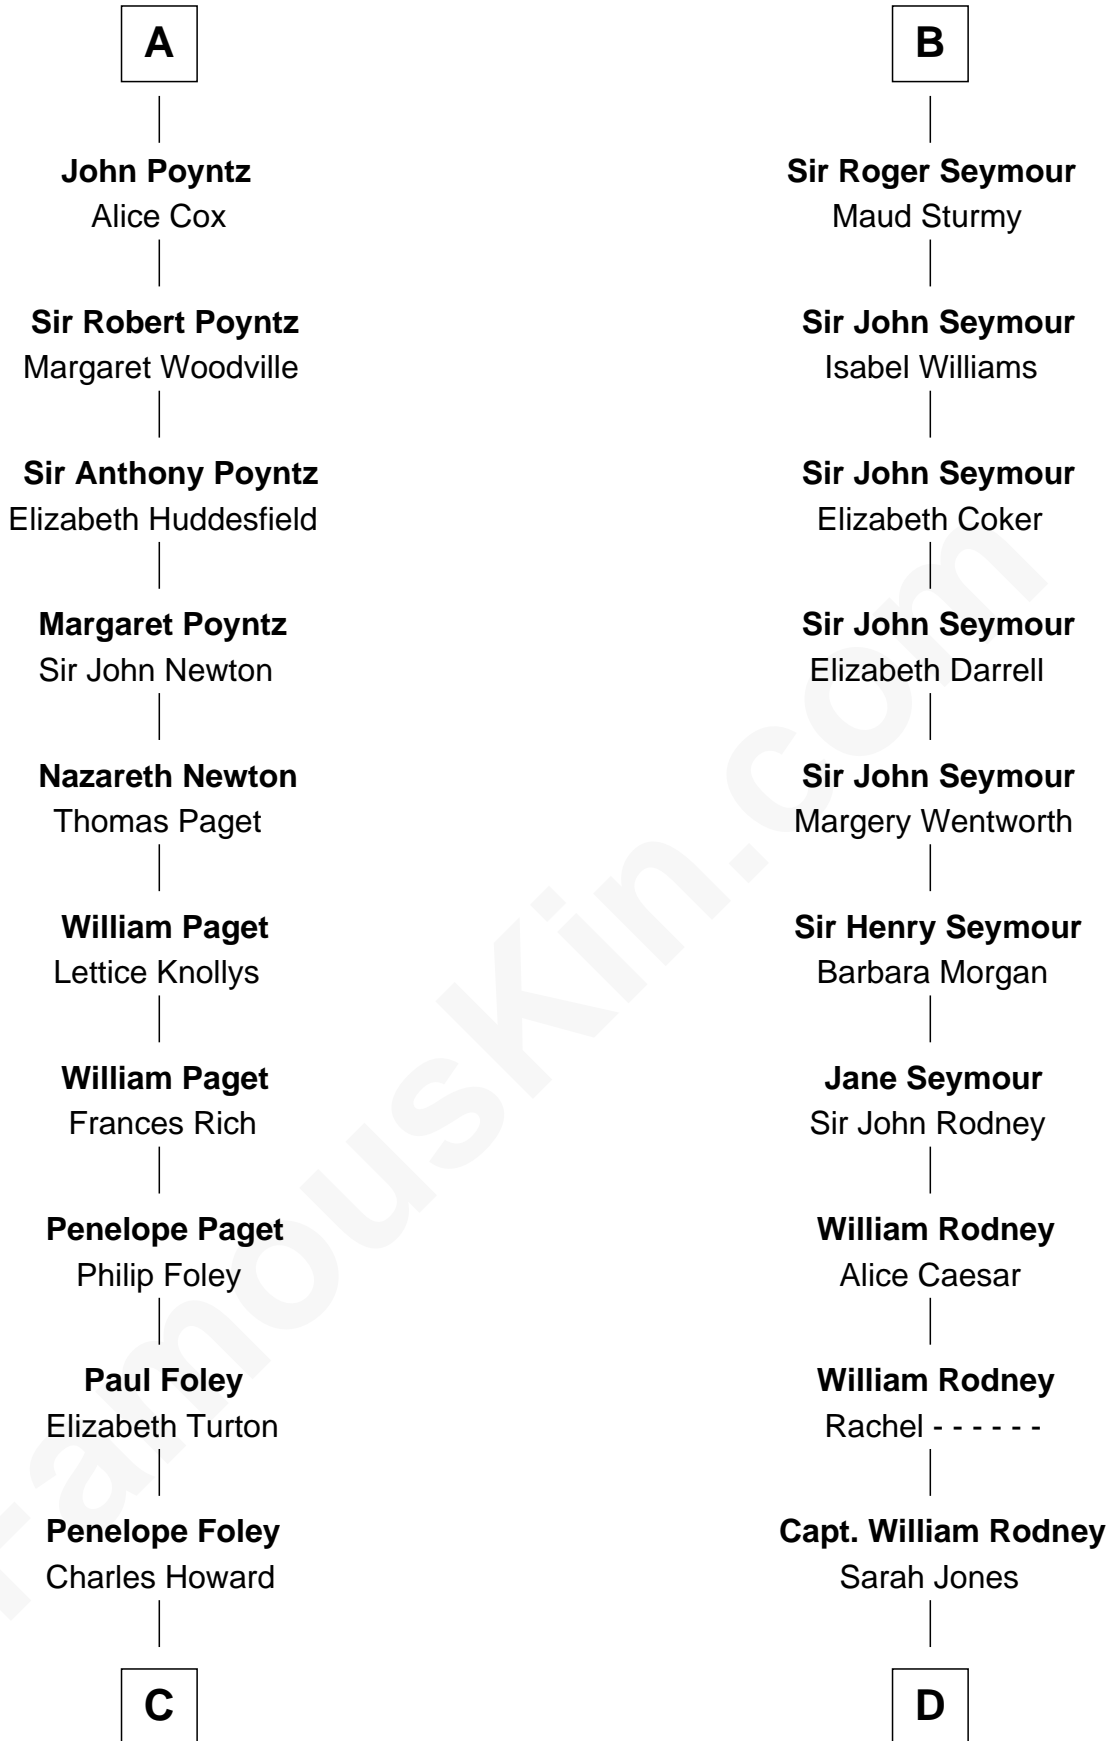 A
John Poyntz
Alice Cox
Sir Robert Poyntz
Margaret Woodville
Sir Anthony Poyntz
Elizabeth Huddesfield
Margaret Poyntz
Sir John Newton
Nazareth Newton
Thomas Paget
William Paget
Lettice Knollys
William Paget
Frances Rich
Penelope Paget
Philip Foley
Paul Foley
Elizabeth Turton
Penelope Foley
Charles Howard
C
B
Sir Roger Seymour
Maud Sturmy
Sir John Seymour
Isabel Williams
Sir John Seymour
Elizabeth Coker
Sir John Seymour
Elizabeth Darrell
Sir John Seymour
Margery Wentworth
Sir Henry Seymour
Barbara Morgan
Jane Seymour
Sir John Rodney
William Rodney
Alice Caesar
William Rodney
Rachel - - - - - -
Capt. William Rodney
Sarah Jones
D
FamousKin.com